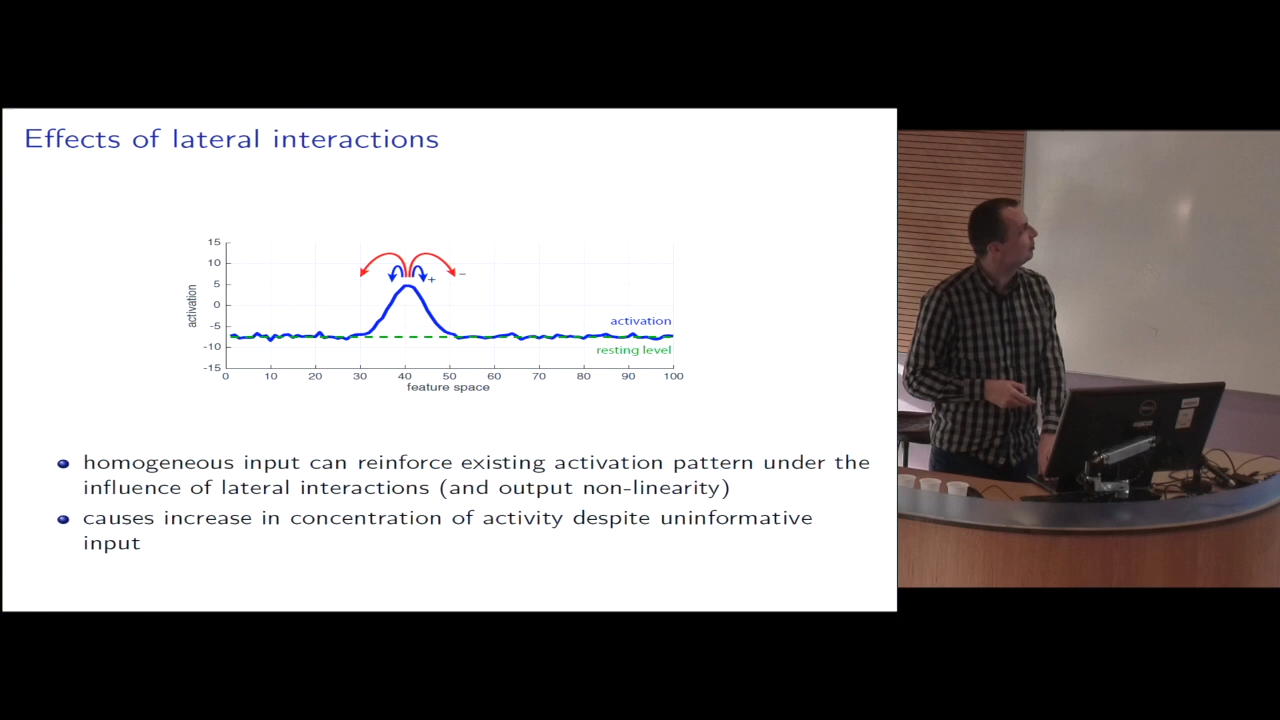 Effects of lateral interactions
15
10
5
0
-5
-10
-15
activation
+
−
activation
resting level
0 10 20 30 40 50 60 70 80 90 100
feature space
homogeneous input can reinforce existing activation pattern under the
influence of lateral interactions (and output non-linearity)
causes increase in concentration of activity despite uninformative
input
DELL